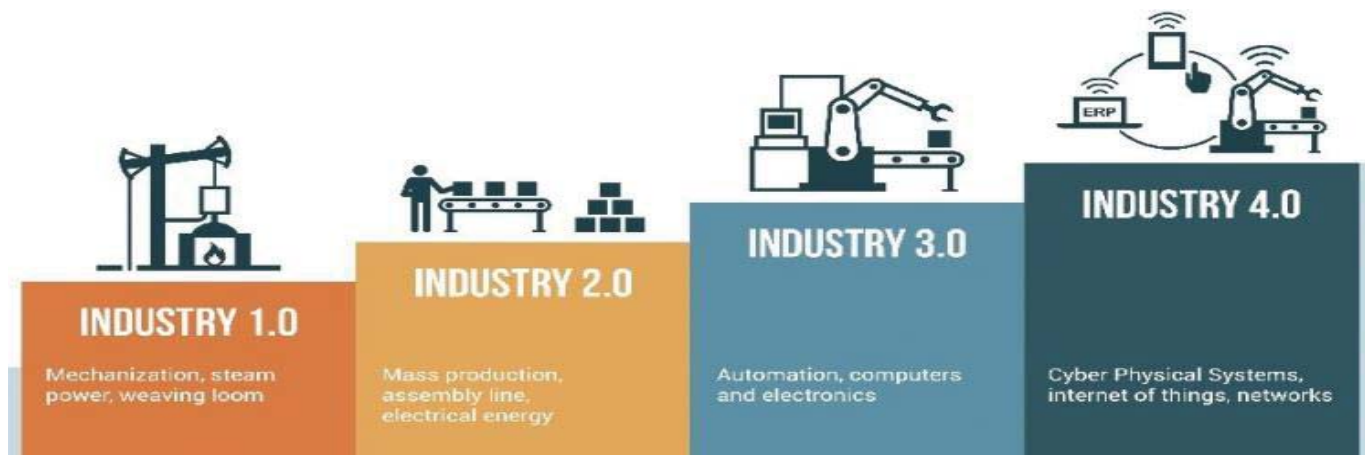 ERP
INDUSTRY 1.0
Mechanization, steam
power, weaving loom
INDUSTRY 2.0
Mass production,
assembly line,
electrical energy
INDUSTRY 3.0
Automation, computers
and electronics
INDUSTRY 4.0
Cyber Physical Systems,
internet of things, networks